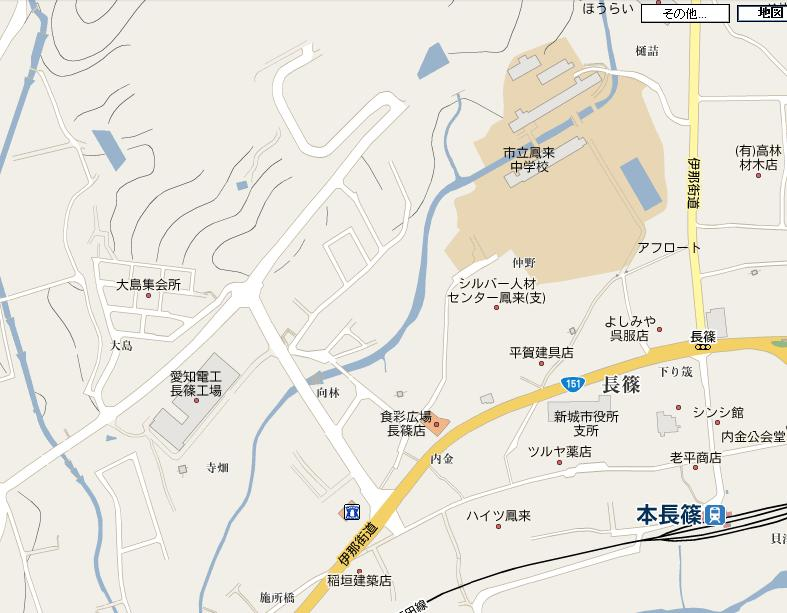 ほうらい
その他...
地図
樋詰
市立鳳来
中学校
伊那街道
(有)高林
材木店
アフロート
仲野
シルバー人材
センター鳳来(支)
大島集会所
よしみや
呉服店
長篠
大島
平賀建具店
下り筬
愛知電工
長篠工場
151
長篠
向林
食彩広場
長篠店
新城市役所
支所
シンシ館
内金公会堂
ツルヤ薬店
老平商店
内金
寺畑
ハイツ鳳来
本長篠
伊那街道
稲垣建築店
施所橋
田線